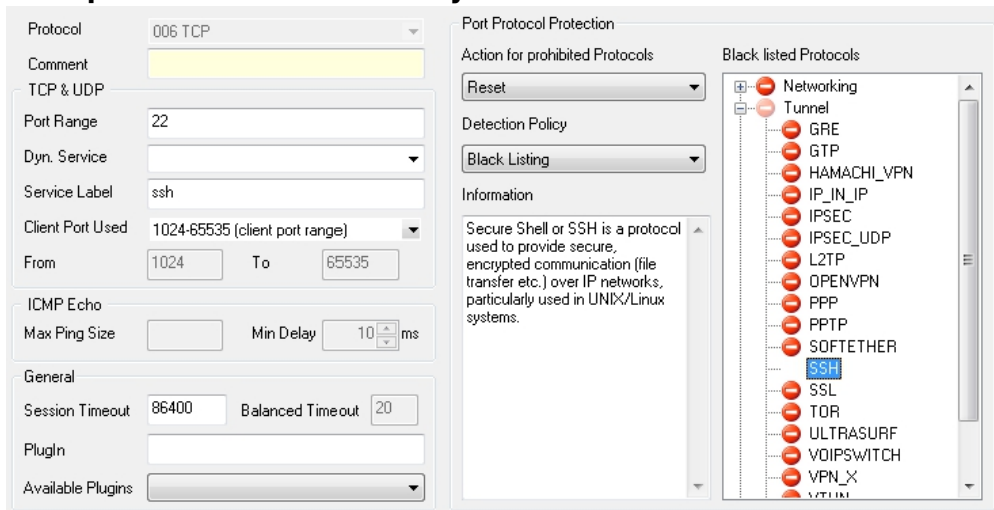 Protocol 006 TCP
Comment
TCP & UDP
Port Range 22
Dyn. Service
Service Label ssh
Client Port Used 1024-65535 (client port range)
From 1024 To 65535
ICMP Echo
Max Ping Size Min Delay 10 ms
General
Session Timeout 86400 Balanced Timeout 20
PlugIn
Available Plugins
Port Protocol Protection
Action for prohibited Protocols
Reset
Detection Policy
Black Listing
Information
Secure Shell or SSH is a protocol
used to provide secure,
encrypted communication (file
transfer etc.) over IP networks,
particularly used in UNIX/Linux
systems.
Black listed Protocols
Networking
Tunnel
GRE
GTP
HAMACHI_VPN
IP_IN_IP
IPSEC
IPSEC_UDP
L2TP
OPENVPN
PPP
PPTP
SOFTETHER
SSH
SSL
TOR
ULTRASURF
VOIPSWITCH
VPN_X